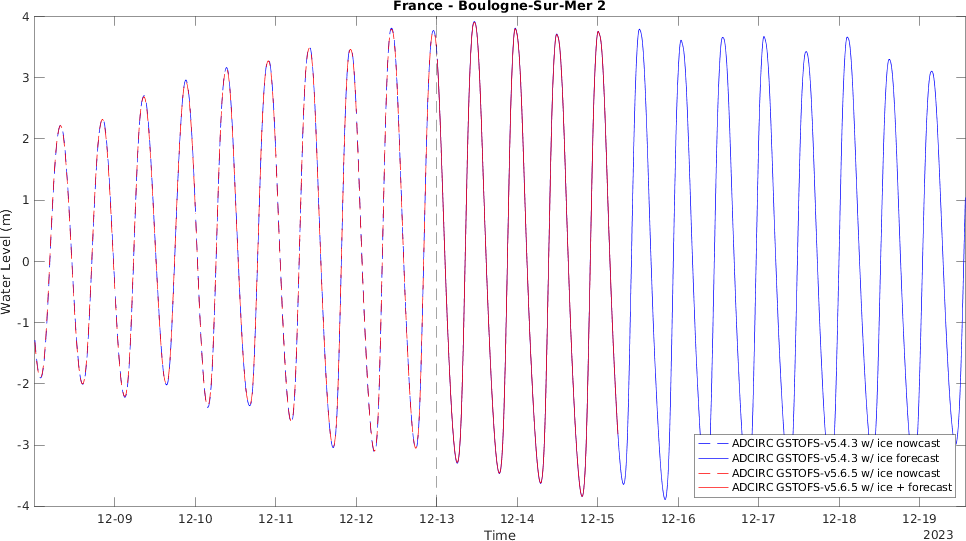 France - Boulogne-Sur-Mer 2
4
3
2
1
0
-1
-2
-3
-4
Water Level (m)
ADCIRC GSTOFS-v5.4.3 w/ ice nowcast
ADCIRC GSTOFS-v5.4.3 w/ ice forecast
ADCIRC GSTOFS-v5.6.5 w/ ice nowcast
ADCIRC GSTOFS-v5.6.5 w/ ice + forecast
12-09 12-10 12-11 12-12 12-13 12-14 12-15 12-16 12-17 12-18 12-19
Time
2023